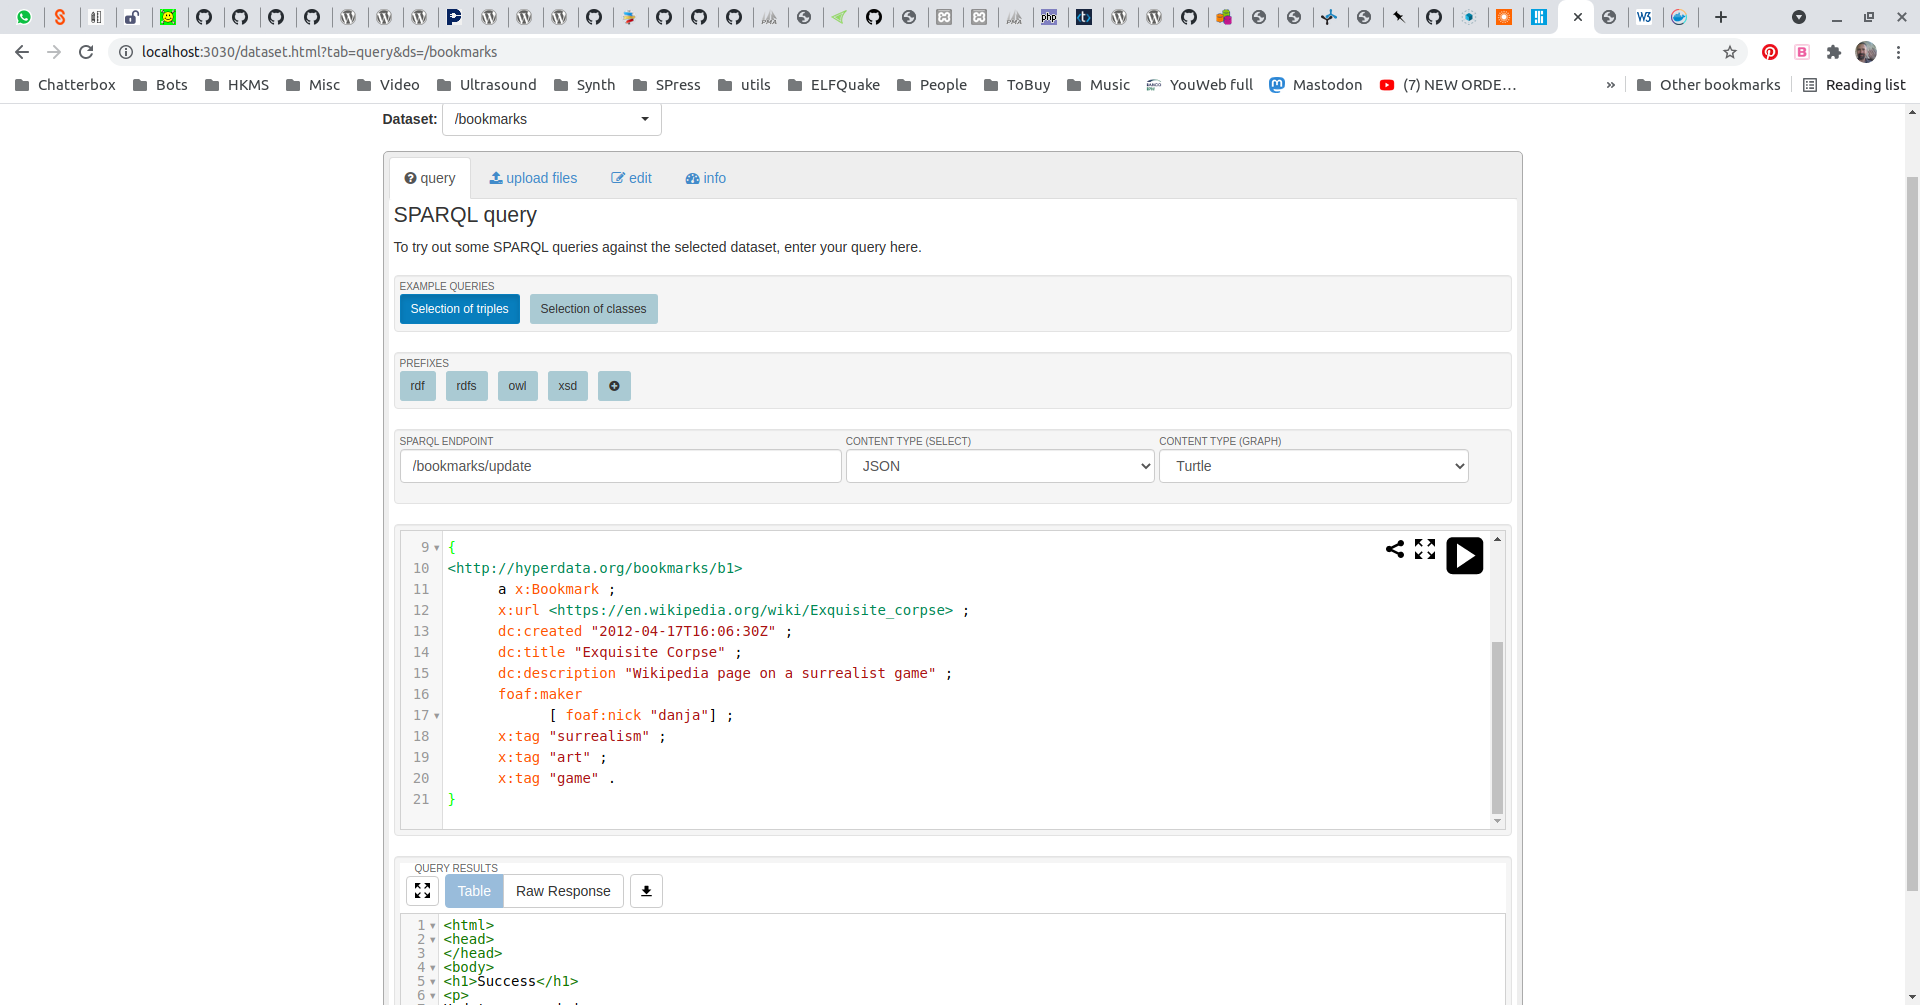 localhost:3030/dataset.html?tab=query&ds=/bookmarks
Chatterbox Bots HKMS Misc Video Ultrasound Synth SPress utils ELFQuake People ToBuy Music YouWeb full Mastodon (7) NEW ORDE… » Other bookmarks Reading list
Dataset: /bookmarks
query upload files edit info
SPARQL query
To try out some SPARQL queries against the selected dataset, enter your query here.
EXAMPLE QUERIES
Selection of triples Selection of classes
PREFIXES
rdf rdfs owl xsd
SPARQL ENDPOINT CONTENT TYPE (SELECT) CONTENT TYPE (GRAPH)
/bookmarks/update JSON Turtle
9 {
10 <http://hyperdata.org/bookmarks/b1>
11 a x:Bookmark ;
12 x:url <https://en.wikipedia.org/wiki/Exquisite_corpse> ;
13 dc:created "2012-04-17T16:06:30Z" ;
14 dc:title "Exquisite Corpse" ;
15 dc:description "Wikipedia page on a surrealist game" ;
16 foaf:maker
17 [ foaf:nick "danja"] ;
18 x:tag "surrealism" ;
19 x:tag "art" ;
20 x:tag "game" .
21 }
QUERY RESULTS
Table Raw Response
1 <html>
2 <head>
3 </head>
4 <body>
5 <h1>Success</h1>
6 <p>